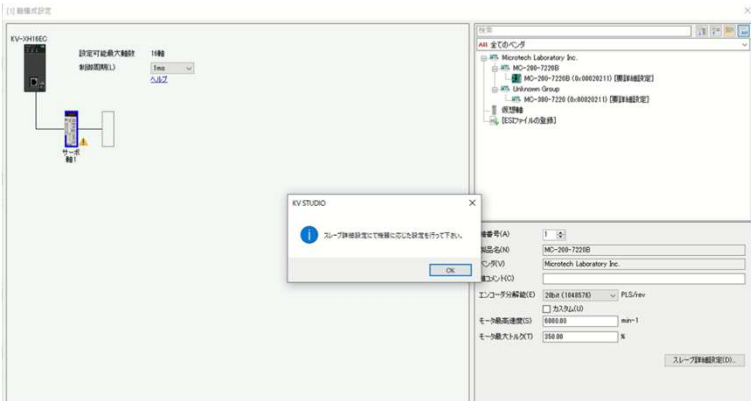 [1] 軸構成設定
KV-XH16EC
設定可能最大軸数 16軸
制御周期(L) 1ms
ヘルプ
サーボ
軸1
検索
All 全てのベンダ
Microtech Laboratory Inc.
MC-200-7220B
MC-200-7220B (0x00020211) [要詳細設定]
Unknown Group
MC-300-7220 (0x00020211) [要詳細設定]
仮想軸
[ESIファイルの登録]
KV STUDIO
スレーブ詳細設定にて機器に応じた設定を行って下さい。
OK
軸番号(A) 1
製品名(N) MC-200-7220B
ベンダ(V) Microtech Laboratory Inc.
軸コメント(C)
エンコーダ分解能(E) 20bit (1048576) PLS/rev
カスタム(U)
モータ最高速度(S) 6000.00 min-1
モータ最大トルク(T) 350.00 %
スレーブ詳細設定(D)...